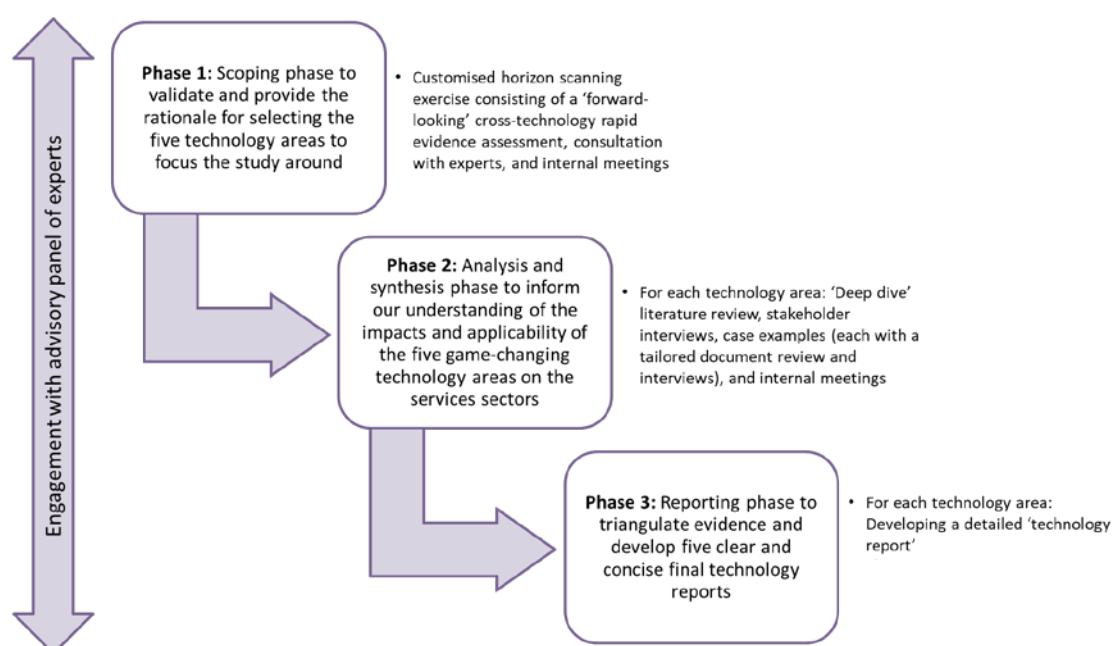 Engagement with advisory panel of experts
Phase 1: Scoping phase to
validate and provide the
rationale for selecting the
five technology areas to
focus the study around
• Customised horizon scanning
exercise consisting of a ‘forward-
looking’ cross-technology rapid
evidence assessment, consultation
with experts, and internal meetings
Phase 2: Analysis and
synthesis phase to inform
our understanding of the
impacts and applicability of
the five game-changing
technology areas on the
services sectors
• For each technology area: ‘Deep dive’
literature review, stakeholder
interviews, case examples (each with a
tailored document review and
interviews), and internal meetings
Phase 3: Reporting phase to
triangulate evidence and
develop five clear and
concise final technology
reports
• For each technology area:
Developing a detailed ‘technology
report’